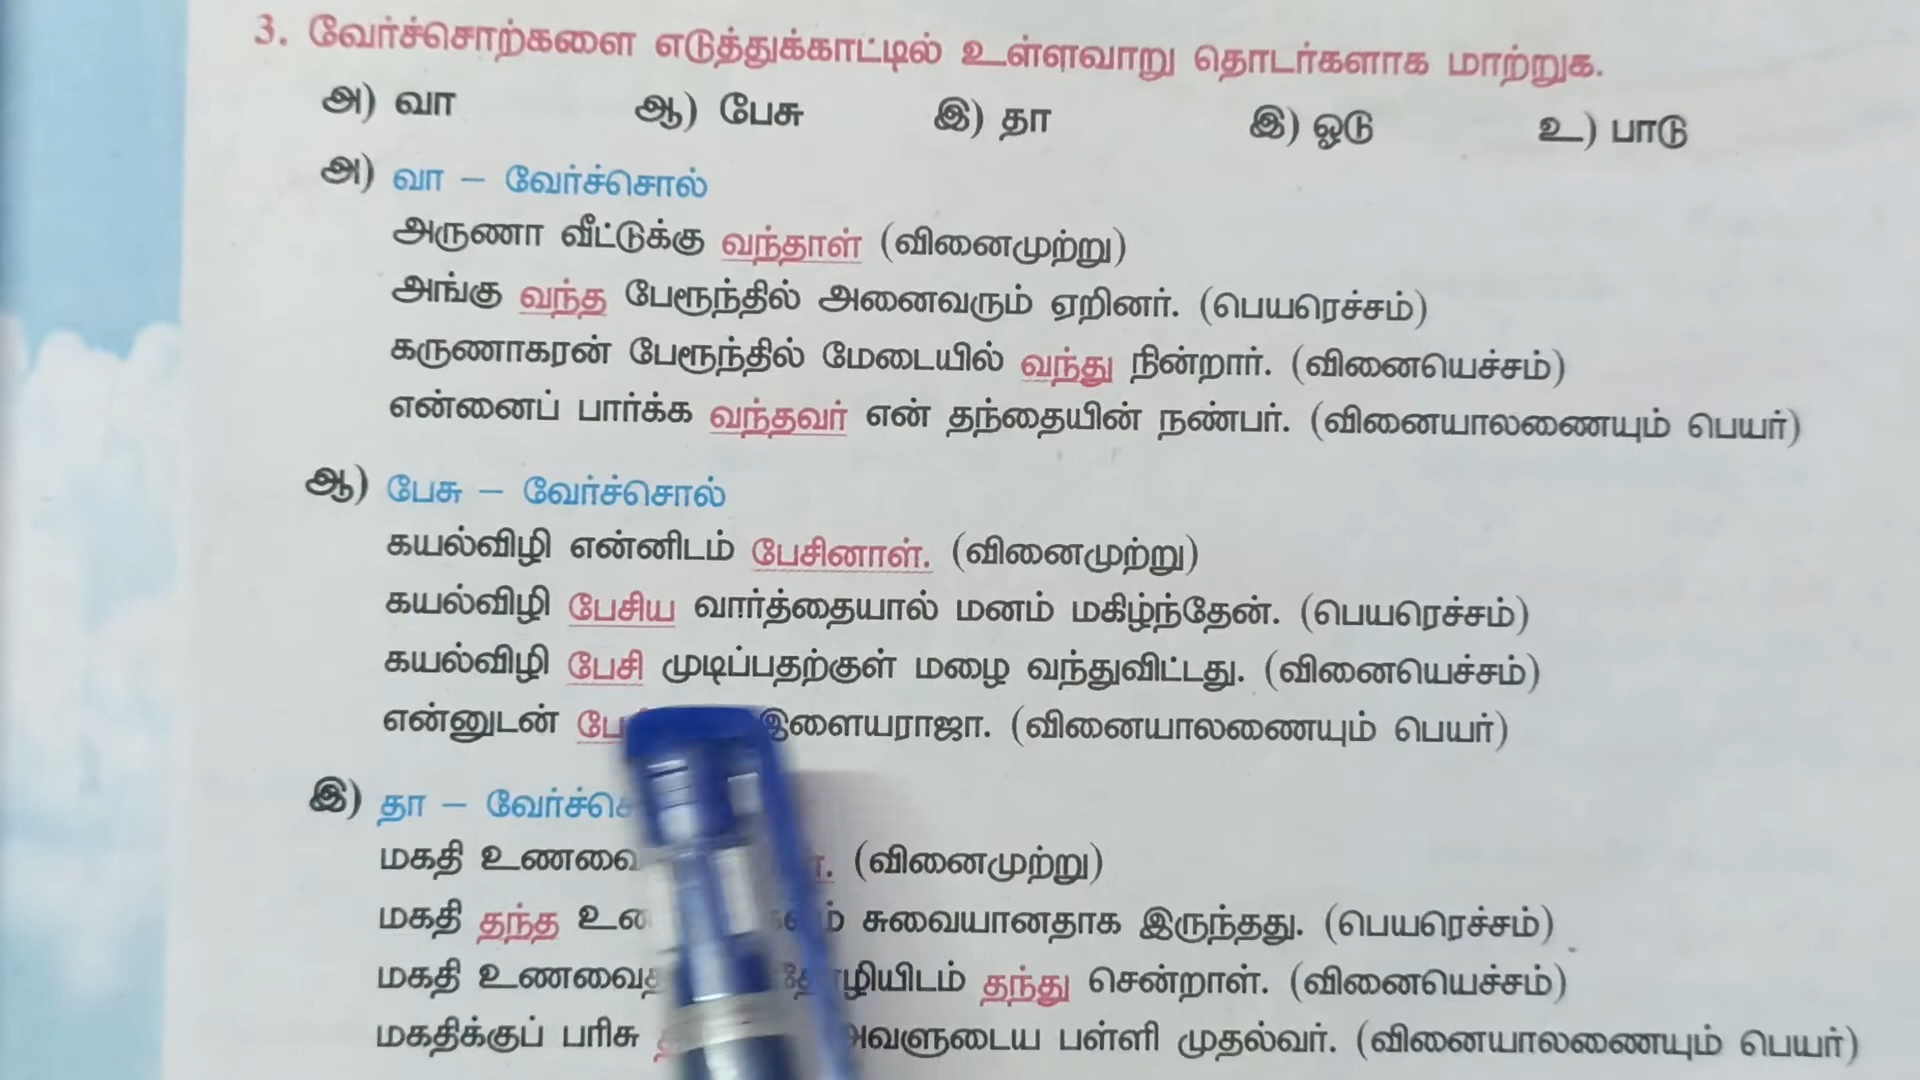 3. வேர்ச்சொற்களை எடுத்துக்காட்டில் உள்ளவாறு தொடர்களாக மாற்றுக.
அ) வா ஆ) பேசு இ) தா இ) ஓடு உ) பாடு
அ) வா – வேர்ச்சொல்
அருணா வீட்டுக்கு வந்தாள் (வினைமுற்று)
அங்கு வந்த பேரூந்தில் அனைவரும் ஏறினர். (பெயரெச்சம்)
கருணாகரன் பேரூந்தில் மேடையில் வந்து நின்றார். (வினையெச்சம்)
என்னைப் பார்க்க வந்தவர் என் தந்தையின் நண்பர். (வினையாலணையும் பெயர்)
ஆ) பேசு – வேர்ச்சொல்
கயல்விழி என்னிடம் பேசினாள். (வினைமுற்று)
கயல்விழி பேசிய வார்த்தையால் மனம் மகிழ்ந்தேன். (பெயரெச்சம்)
கயல்விழி பேசி முடிப்பதற்குள் மழை வந்துவிட்டது. (வினையெச்சம்)
என்னுடன் இளையராஜா. (வினையாலணையும் பெயர்)
இ) தா –
மகதி (வினைமுற்று)
மகதி தந்த சுவையானதாக இருந்தது. (பெயரெச்சம்)
மகதி தந்து சென்றாள். (வினையெச்சம்)
மகதிக்குப் பரிசு பள்ளி முதல்வர். (வினையாலணையும் பெயர்)